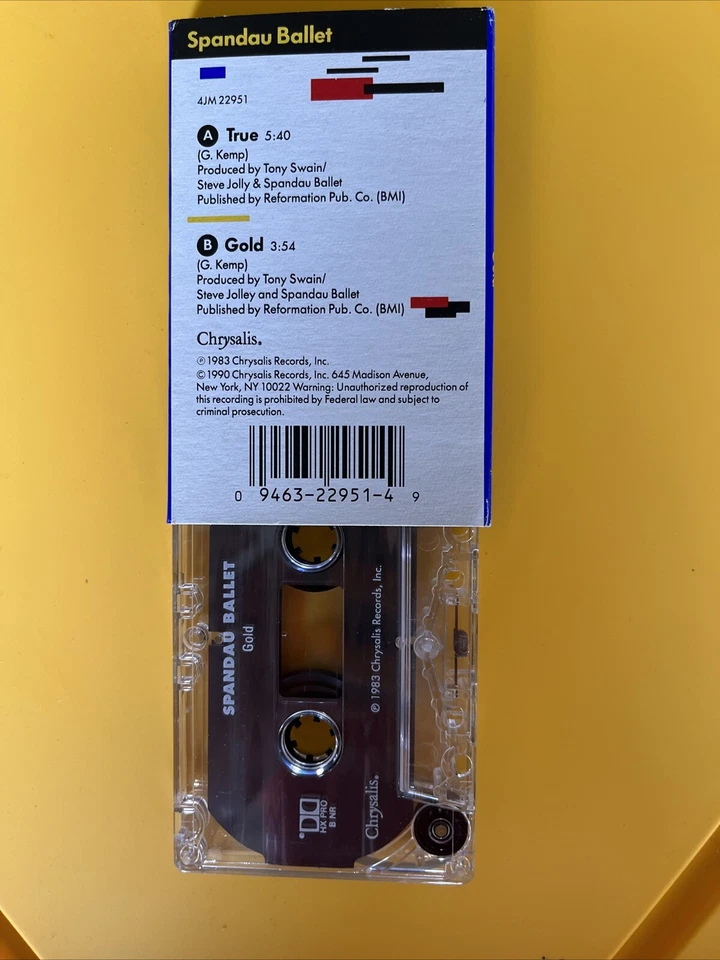 Spandau Ballet
4JM 22951
A True 5:40
(G. Kemp)
Produced by Tony Swain/
Steve Jolly & Spandau Ballet
Published by Reformation Pub. Co. (BMI)
B Gold 3:54
(G. Kemp)
Produced by Tony Swain/
Steve Jolley and Spandau Ballet
Published by Reformation Pub. Co. (BMI)
Chrysalis.
℗ 1983 Chrysalis Records, Inc.
© 1990 Chrysalis Records, Inc. 645 Madison Avenue,
New York, NY 10022 Warning: Unauthorized reproduction of
this recording is prohibited by Federal law and subject to
criminal prosecution.
0 9463-22951-4 9
SPANDAU BALLET
Gold
℗ 1983 Chrysalis Records, Inc.
HX PRO
B NR
Chrysalis.